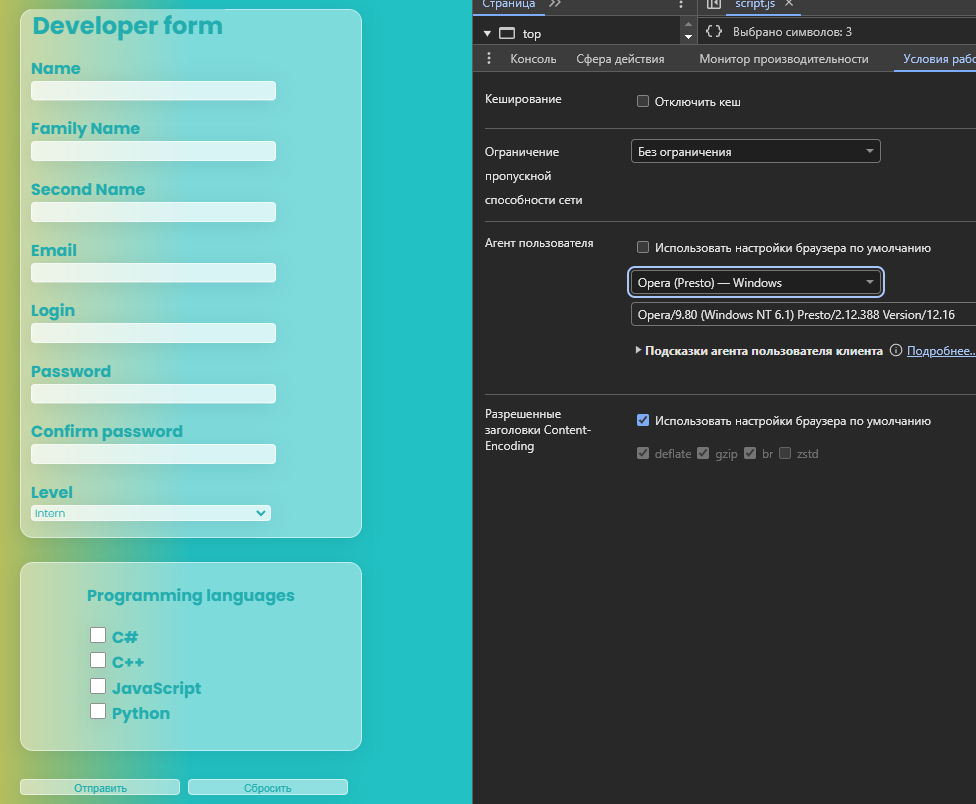 Developer form
Name
Family Name
Second Name
Email
Login
Password
Confirm password
Level
Intern
Programming languages
C#
C++
JavaScript
Python
Отправить
Сбросить
Страница
script.js
top
Выбрано символов: 3
Консоль
Сфера действия
Монитор производительности
Условия рабо
Кеширование
Отключить кеш
Ограничение
пропускной
способности сети
Без ограничения
Агент пользователя
Использовать настройки браузера по умолчанию
Opera (Presto) — Windows
Opera/9.80 (Windows NT 6.1) Presto/2.12.388 Version/12.16
Подсказки агента пользователя клиента
Подробнее...
Разрешенные
заголовки Content-
Encoding
Использовать настройки браузера по умолчанию
deflate gzip br zstd